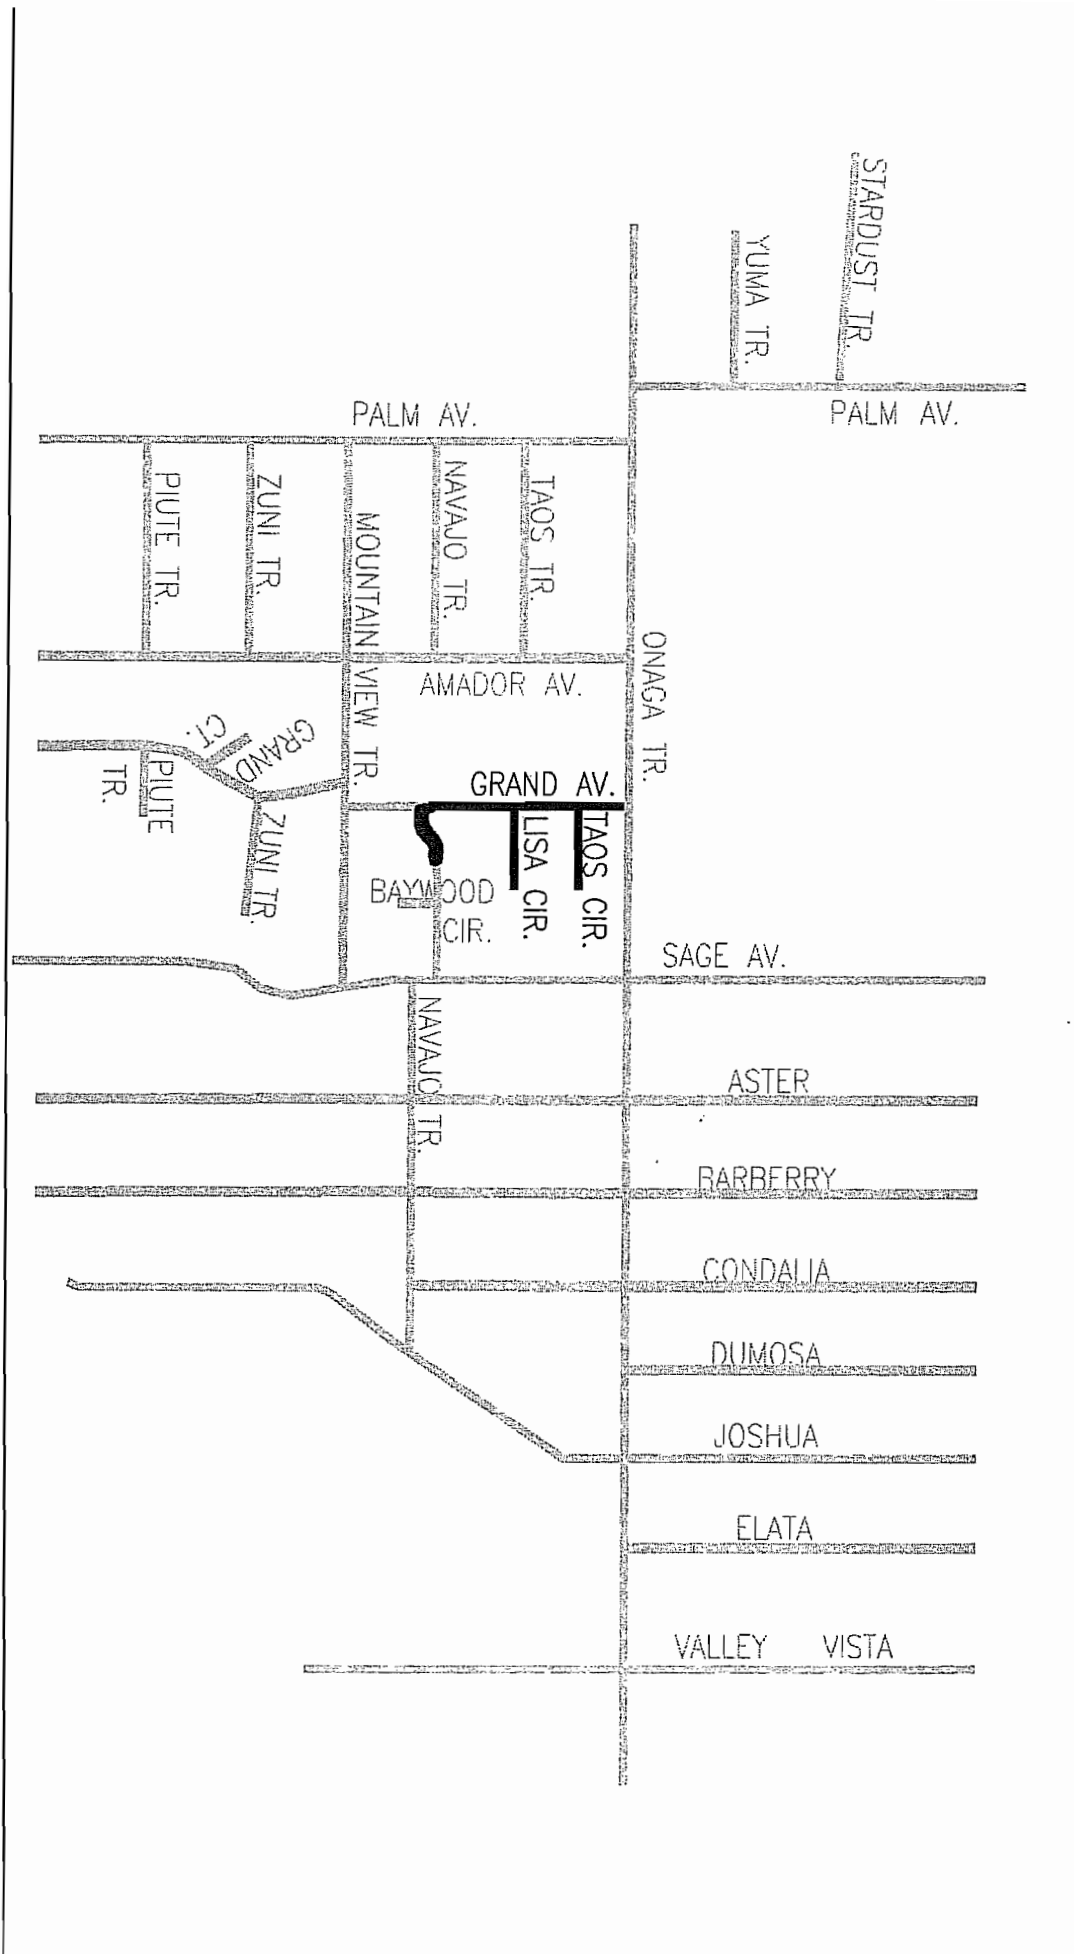 STARDUST TR.
YUMA TR.
PALM AV.
PALM AV.
PIUTE TR.
ZUNI TR.
MOUNTAIN VIEW TR.
NAVAJO TR.
TAOS TR.
ONAGA TR.
AMADOR AV.
GRAND
CT.
PIUTE
TR.
ZUNI TR.
GRAND AV.
LISA CIR.
TAOS CIR.
BAYWOOD
CIR.
SAGE AV.
NAVAJO TR.
ASTER
BARBERRY
CONDALIA
DUMOSA
JOSHUA
ELATA
VALLEY VISTA